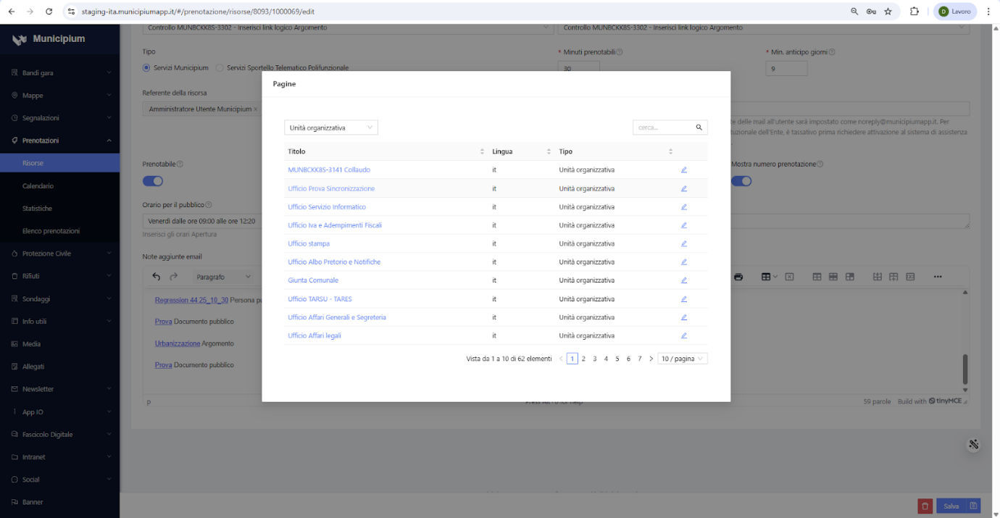 staging-ita.municipiumapp.it/#/prenotazione/risorse/8093/1000069/edit
D Lavoro
Municipium
Bandi gara
Mappe
Segnalazioni
Prenotazioni
Risorse
Calendario
Statistiche
Elenco prenotazioni
Protezione Civile
Rifiuti
Sondaggi
Info utili
Media
Allegati
Newsletter
App IO
Fascicolo Digitale
Intranet
Social
Banner
Controllo MUNBCKK8S-3302 - Inserisci link logico Argomento
Controllo MUNBCKK8S-3302 - Inserisci link logico Argomento
Tipo
* Minuti prenotabili
* Min. anticipo giorni
Servizi Municipium
Servizi Sportello Telematico Polifunzionale
30
9
Referente della risorsa
Amministratore Utente Municipium ×
te delle mail all'utente sarà impostato come noreply@municipiumapp.it. Per
tuzionale dell'Ente, è tassativo prima richiedere attivazione al sistema di assistenza
Prenotabile
Mostra numero prenotazione
Orario per il pubblico
Venerdì dalle ore 09:00 alle ore 12:20
Inserisci gli orari Apertura
Note aggiunte email
Paragrafo
Regression 44 25_10_30 Persona pu
Prova Documento pubblico
Urbanizzazione Argomento
Prova Documento pubblico
p
59 parole
Build with tinyMCE
Pagine
Unità organizzativa
cerca...
Titolo Lingua Tipo
MUNBCKK8S-3141 Collaudo it Unità organizzativa
Ufficio Prova Sincronizzazione it Unità organizzativa
Ufficio Servizio Informatico it Unità organizzativa
Ufficio Iva e Adempimenti Fiscali it Unità organizzativa
Ufficio stampa it Unità organizzativa
Ufficio Albo Pretorio e Notifiche it Unità organizzativa
Giunta Comunale it Unità organizzativa
Ufficio TARSU - TARES it Unità organizzativa
Ufficio Affari Generali e Segreteria it Unità organizzativa
Ufficio Affari legali it Unità organizzativa
Vista da 1 a 10 di 62 elementi < 1 2 3 4 5 6 7 > 10 / pagina
Salva